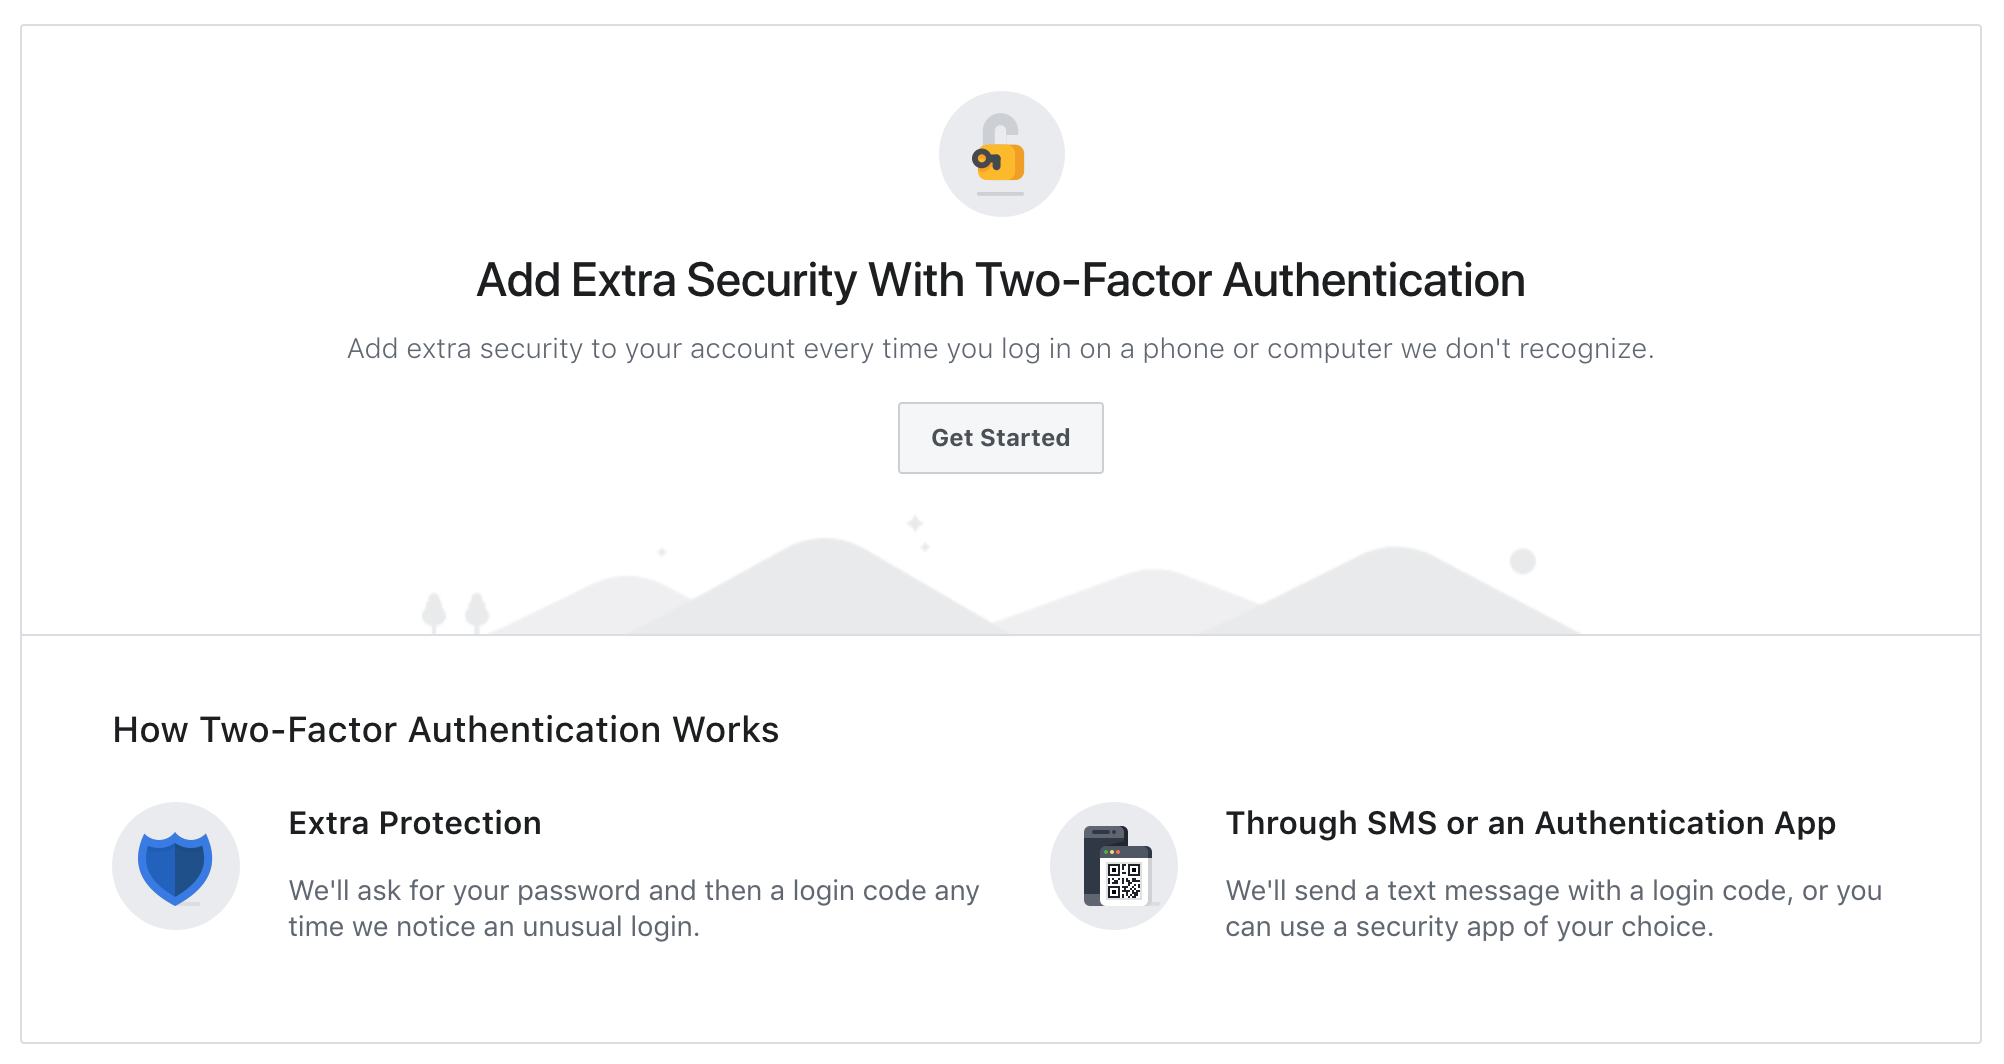 Add Extra Security With Two-Factor Authentication
Add extra security to your account every time you log in on a phone or computer we don't recognize.
Get Started
How Two-Factor Authentication Works
Extra Protection
We'll ask for your password and then a login code any
time we notice an unusual login.
Through SMS or an Authentication App
We'll send a text message with a login code, or you
can use a security app of your choice.